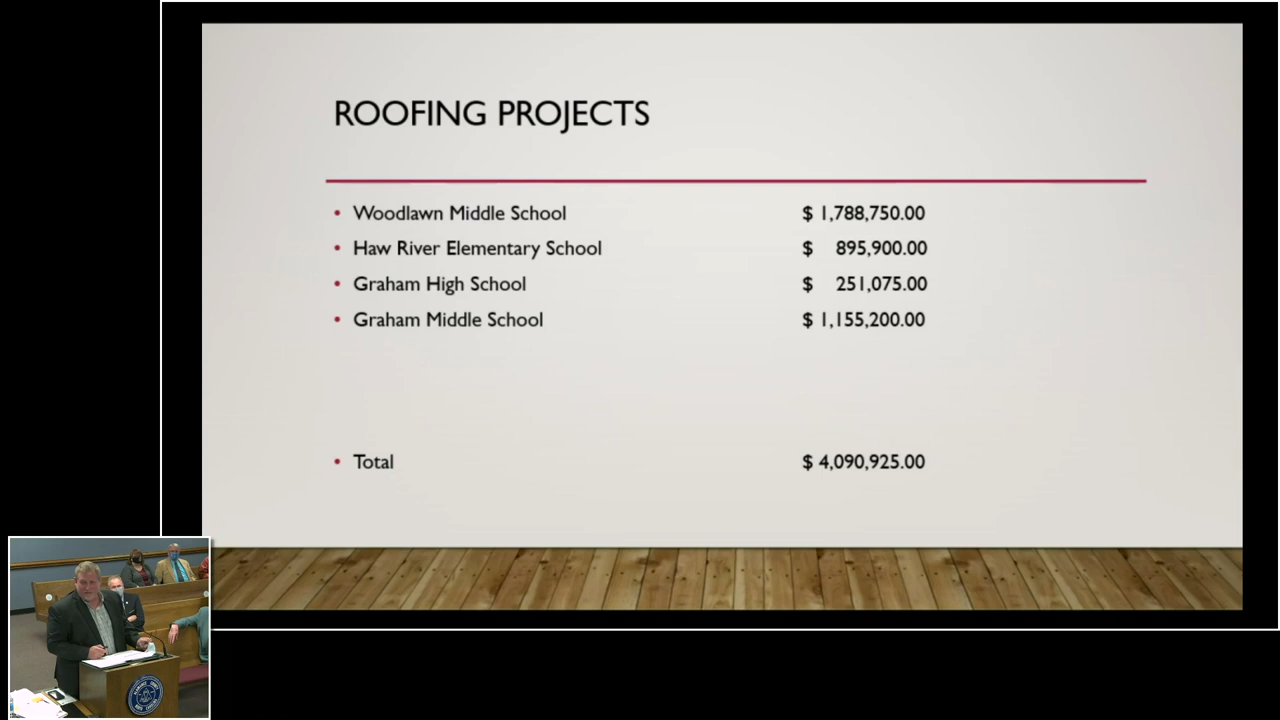 ROOFING PROJECTS
• Woodlawn Middle School $ 1,788,750.00
• Haw River Elementary School $ 895,900.00
• Graham High School $ 251,075.00
• Graham Middle School $ 1,155,200.00
• Total $ 4,090,925.00